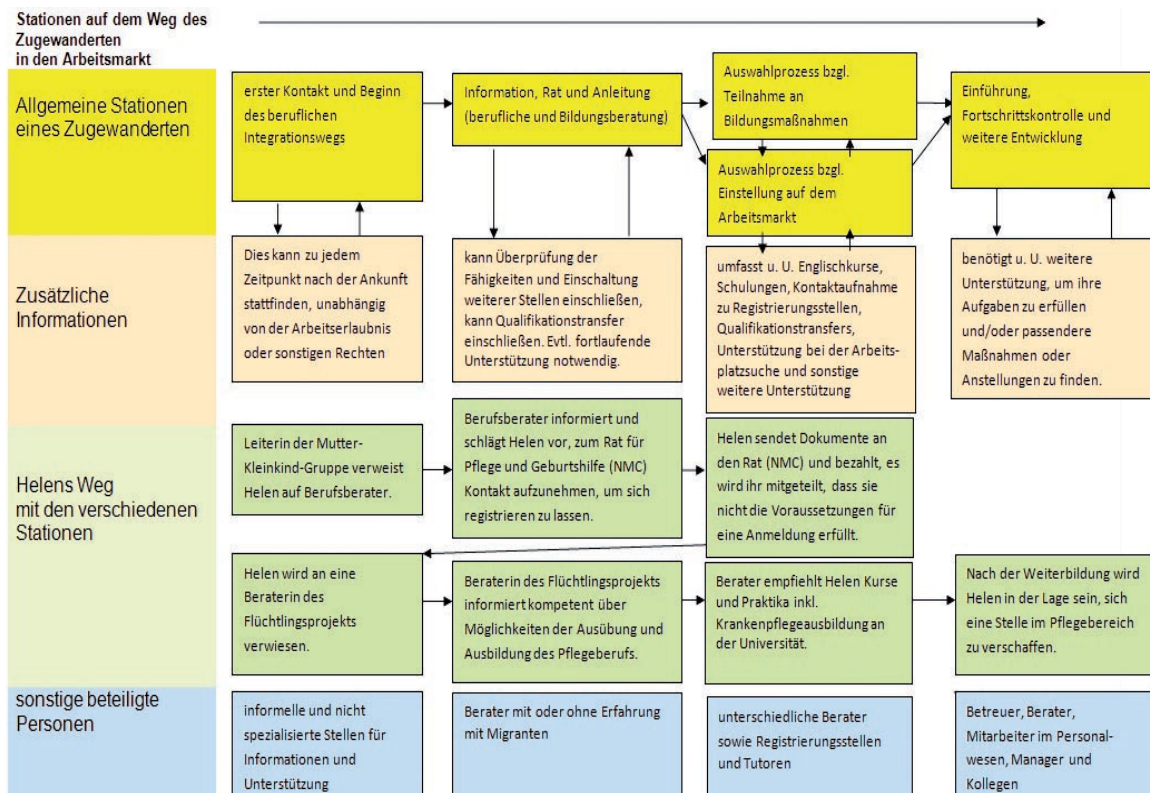 Stationen auf dem Weg des
Zugewanderten
in den Arbeitsmarkt
Allgemeine Stationen
eines Zugewanderten
erster Kontakt und Beginn
des beruflichen
Integrationswegs
Information, Rat und Anleitung
(berufliche und Bildungsberatung)
Auswahlprozess bzgl.
Teilnahme an
Bildungsmaßnahmen
Auswahlprozess bzgl.
Einstellung auf dem
Arbeitsmarkt
Einführung,
Fortschrittskontrolle und
weitere Entwicklung
Zusätzliche
Informationen
Dies kann zu jedem
Zeitpunkt nach der Ankunft
stattfinden, unabhängig
von der Arbeitserlaubnis
oder sonstigen Rechten
kann Überprüfung der
Fähigkeiten und Einschaltung
weiterer Stellen einschließen,
kann Qualifikationstransfer
einschließen. Evtl. fortlaufende
Unterstützung notwendig.
umfasst u. U. Englischkurse,
Schulungen, Kontaktaufnahme
zu Registrierungsstellen,
Qualifikationstransfers,
Unterstützung bei der Arbeits-
platzsuche und sonstige
weitere Unterstützung
benötigt u. U. weitere
Unterstützung, um ihre
Aufgaben zu erfüllen
und/oder passendere
Maßnahmen oder
Anstellungen zu finden.
Helens Weg
mit den verschiedenen
Stationen
Leiterin der Mutter-
Kleinkind-Gruppe verweist
Helen auf Berufsberater.
Berufsberater informiert und
schlägt Helen vor, zum Rat für
Pflege und Geburtshilfe (NMC)
Kontakt aufzunehmen, um sich
registrieren zu lassen.
Helen sendet Dokumente an
den Rat (NMC) und bezahlt, es
wird ihr mitgeteilt, dass sie
nicht die Voraussetzungen für
eine Anmeldung erfüllt.
Helen wird an eine
Beraterin des
Flüchtlingsprojekts
verwiesen.
Beraterin des Flüchtlingsprojekts
informiert kompetent über
Möglichkeiten der Ausübung und
Ausbildung des Pflegeberufs.
Berater empfiehlt Helen Kurse
und Praktika inkl.
Krankenpflegeausbildung an
der Universität.
Nach der Weiterbildung wird
Helen in der Lage sein, sich
eine Stelle im Pflegebereich
zu verschaffen.
sonstige beteiligte
Personen
informelle und nicht
spezialisierte Stellen für
Informationen und
Unterstützung
Berater mit oder ohne Erfahrung
mit Migranten
unterschiedliche Berater
sowie Registrierungsstellen
und Tutoren
Betreuer, Berater,
Mitarbeiter im Personal-
wesen, Manager und
Kollegen